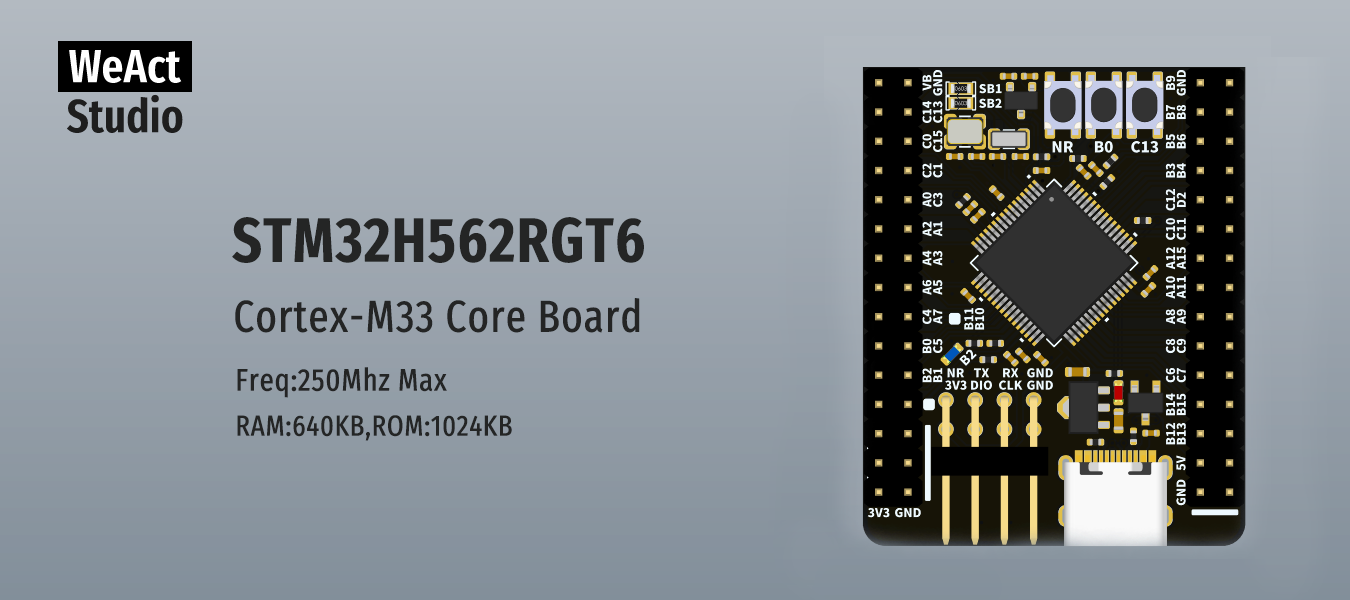 WeAct
Studio
STM32H562RGT6
Cortex-M33 Core Board
Freq:250Mhz Max
RAM:640KB,ROM:1024KB
VB GND
SB1
SB2
C14 C13
C0 C15
C2 C1
A0 C3
A2 A1
A4 A3
A6 A5
C4 A7
B0 C5
B2 B1
3V3 GND
NR B0 C13
B11 B10
B2
NR TX RX GND
3V3 DIO CLK GND
B9 GND
B7 B8
B5 B6
B3 B4
C12 D2
C10 C11
A12 A15
A10 A11
A8 A9
C8 C9
C6 C7
B14 B15
B12 B13
5V
GND